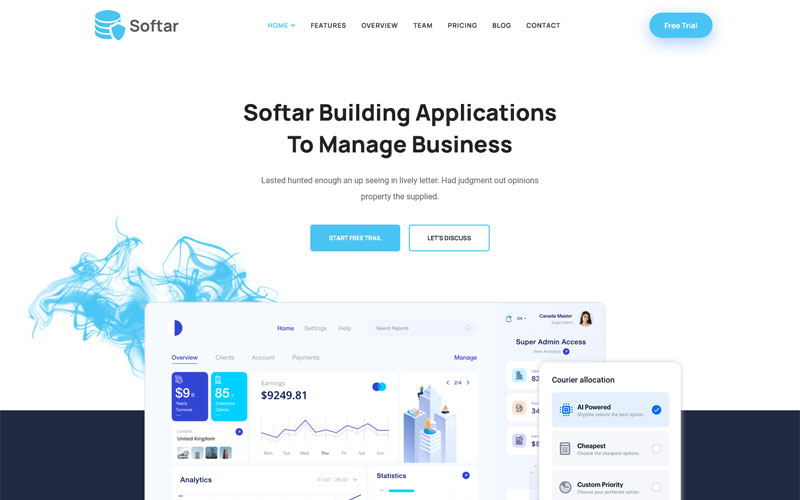 Softar
HOME
FEATURES
OVERVIEW
TEAM
PRICING
BLOG
CONTACT
Free Trial
Softar Building Applications
To Manage Business
Lasted hunted enough an up seeing in lively letter. Had judgment out opinions
property the supplied.
START FREE TRAIL
LET'S DISCUSS
Home
Settings
Help
Search Reports
EN
Canada Master
Super Admin
Super Admin Access
View Analytics
Overview
Clients
Account
Payments
Manage
$9
Yearly
Turnover
85
Enterprise
Clients
London
United Kingdom
Earnings
$9249.81
Mon
Tue
Wed
Thu
Fri
Sat
Sun
2/4
82
34
$8
Courier allocation
AI Powered
selects the best option.
Cheapest
Choose the cheapest options.
Custom Priority
Choose your preferred option.
Analytics
Statistics